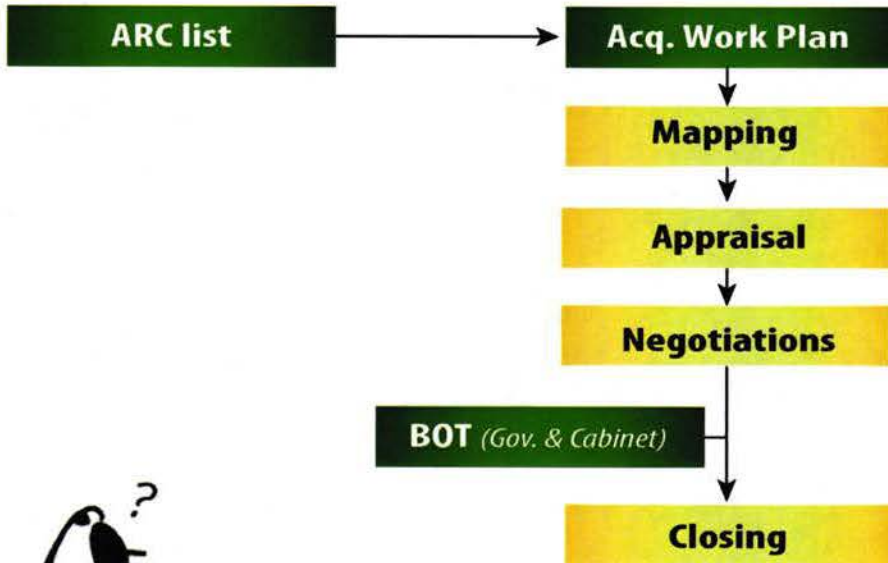 ARC list
Acq. Work Plan
Mapping
Appraisal
Negotiations
BOT (Gov. & Cabinet)
Closing
?